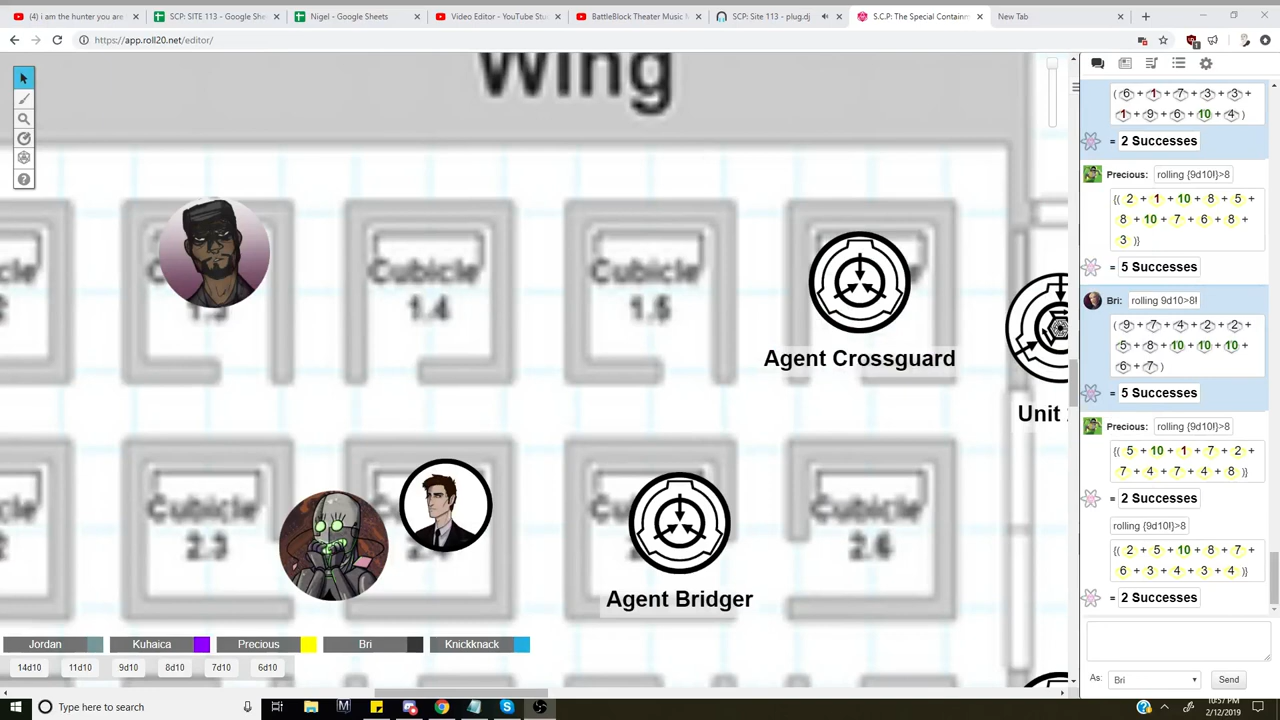 (4) i am the hunter you are
SCP: SITE 113 - Google She
Nigel - Google Sheets
Video Editor - YouTube Stu
BattleBlock Theater Music
SCP: Site 113 - plug.dj
S.C.P: The Special Containm
New Tab
https://app.roll20.net/editor/
Wing
Cubicle
1.4
Cubicle
1.5
Agent Crossguard
Unit
Cubicle
2.3
Cubicle
2.6
Agent Bridger
Jordan
Kuhaica
Precious
Bri
Knickknack
14d10
11d10
9d10
8d10
7d10
6d10
( 6 + 1 + 7 + 3 + 3 +
1 + 9 + 6 + 10 + 4 )
= 2 Successes
Precious: rolling {9d10!}>8
{( 2 + 1 + 10 + 8 + 5 +
8 + 10 + 7 + 6 + 8 +
3 )}
= 5 Successes
Bri: rolling 9d10>8!
( 9 + 7 + 4 + 2 + 2 +
5 + 8 + 10 + 10 + 10 +
6 + 7 )
= 5 Successes
Precious: rolling {9d10!}>8
{( 5 + 10 + 1 + 7 + 2 +
7 + 4 + 7 + 4 + 8 )}
= 2 Successes
rolling {9d10!}>8
{( 2 + 5 + 10 + 8 + 7 +
6 + 3 + 4 + 3 + 4 )}
= 2 Successes
As: Bri Send
Type here to search
10:57 PM
2/12/2019